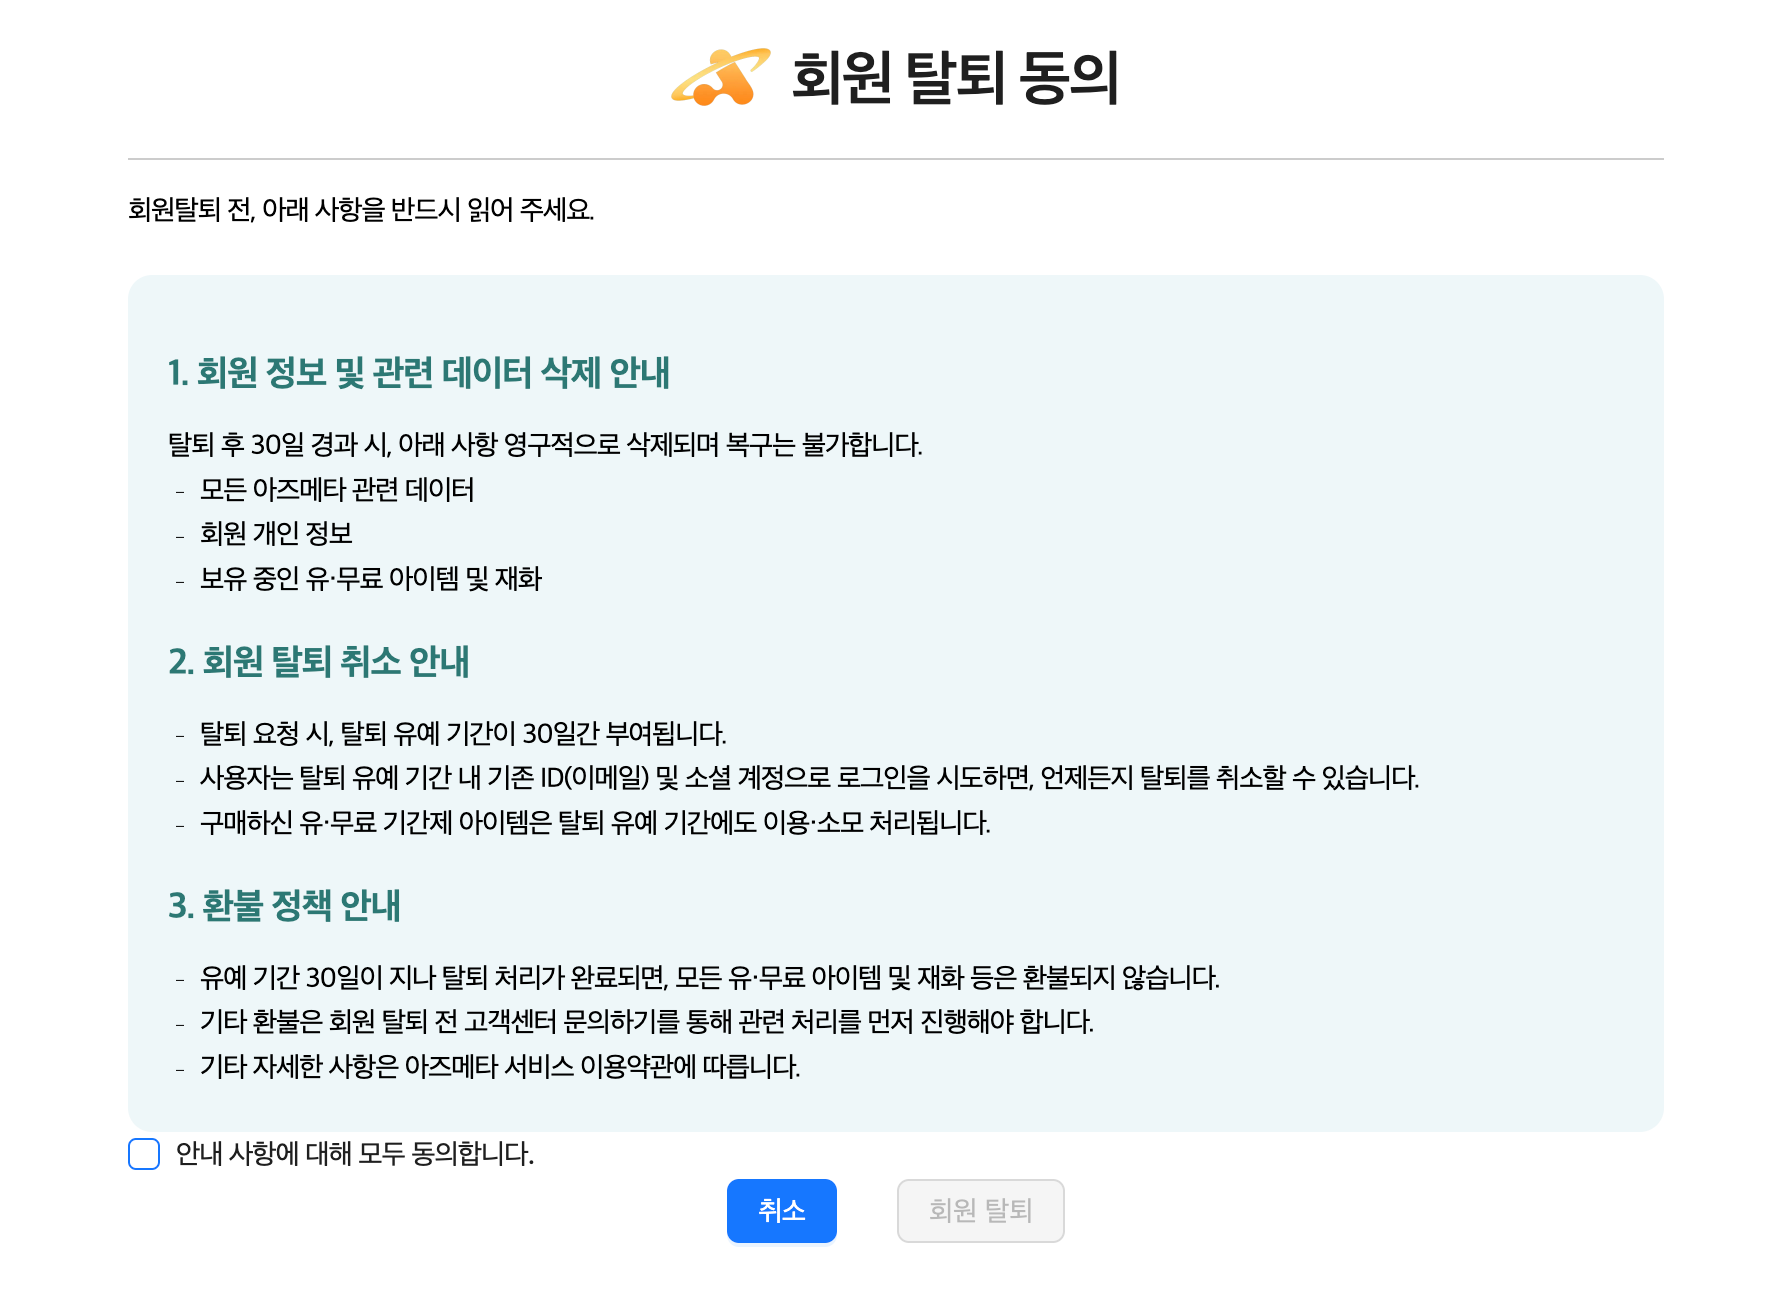 회원 탈퇴 동의
회원탈퇴 전, 아래 사항을 반드시 읽어 주세요.
1. 회원 정보 및 관련 데이터 삭제 안내
탈퇴 후 30일 경과 시, 아래 사항 영구적으로 삭제되며 복구는 불가합니다.
- 모든 아즈메타 관련 데이터
- 회원 개인 정보
- 보유 중인 유·무료 아이템 및 재화
2. 회원 탈퇴 취소 안내
- 탈퇴 요청 시, 탈퇴 유예 기간이 30일간 부여됩니다.
- 사용자는 탈퇴 유예 기간 내 기존 ID(이메일) 및 소셜 계정으로 로그인을 시도하면, 언제든지 탈퇴를 취소할 수 있습니다.
- 구매하신 유·무료 기간제 아이템은 탈퇴 유예 기간에도 이용·소모 처리됩니다.
3. 환불 정책 안내
- 유예 기간 30일이 지나 탈퇴 처리가 완료되면, 모든 유·무료 아이템 및 재화 등은 환불되지 않습니다.
- 기타 환불은 회원 탈퇴 전 고객센터 문의하기를 통해 관련 처리를 먼저 진행해야 합니다.
- 기타 자세한 사항은 아즈메타 서비스 이용약관에 따릅니다.
안내 사항에 대해 모두 동의합니다.
취소
회원 탈퇴